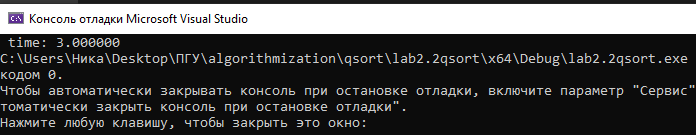 Консоль отладки Microsoft Visual Studio
time: 3.000000
C:\Users\Ника\Desktop\ПГУ\algorithmization\qsort\lab2.2qsort\x64\Debug\lab2.2qsort.exe
кодом 0.
Чтобы автоматически закрывать консоль при остановке отладки, включите параметр "Сервис"
томатически закрыть консоль при остановке отладки".
Нажмите любую клавишу, чтобы закрыть это окно: